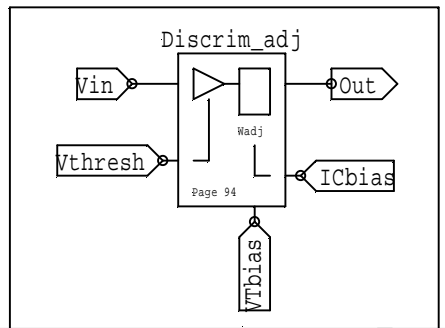 Discrim_adj
Vin
Out
Wadj
Vthresh
ICbias
Page 94
VTbias